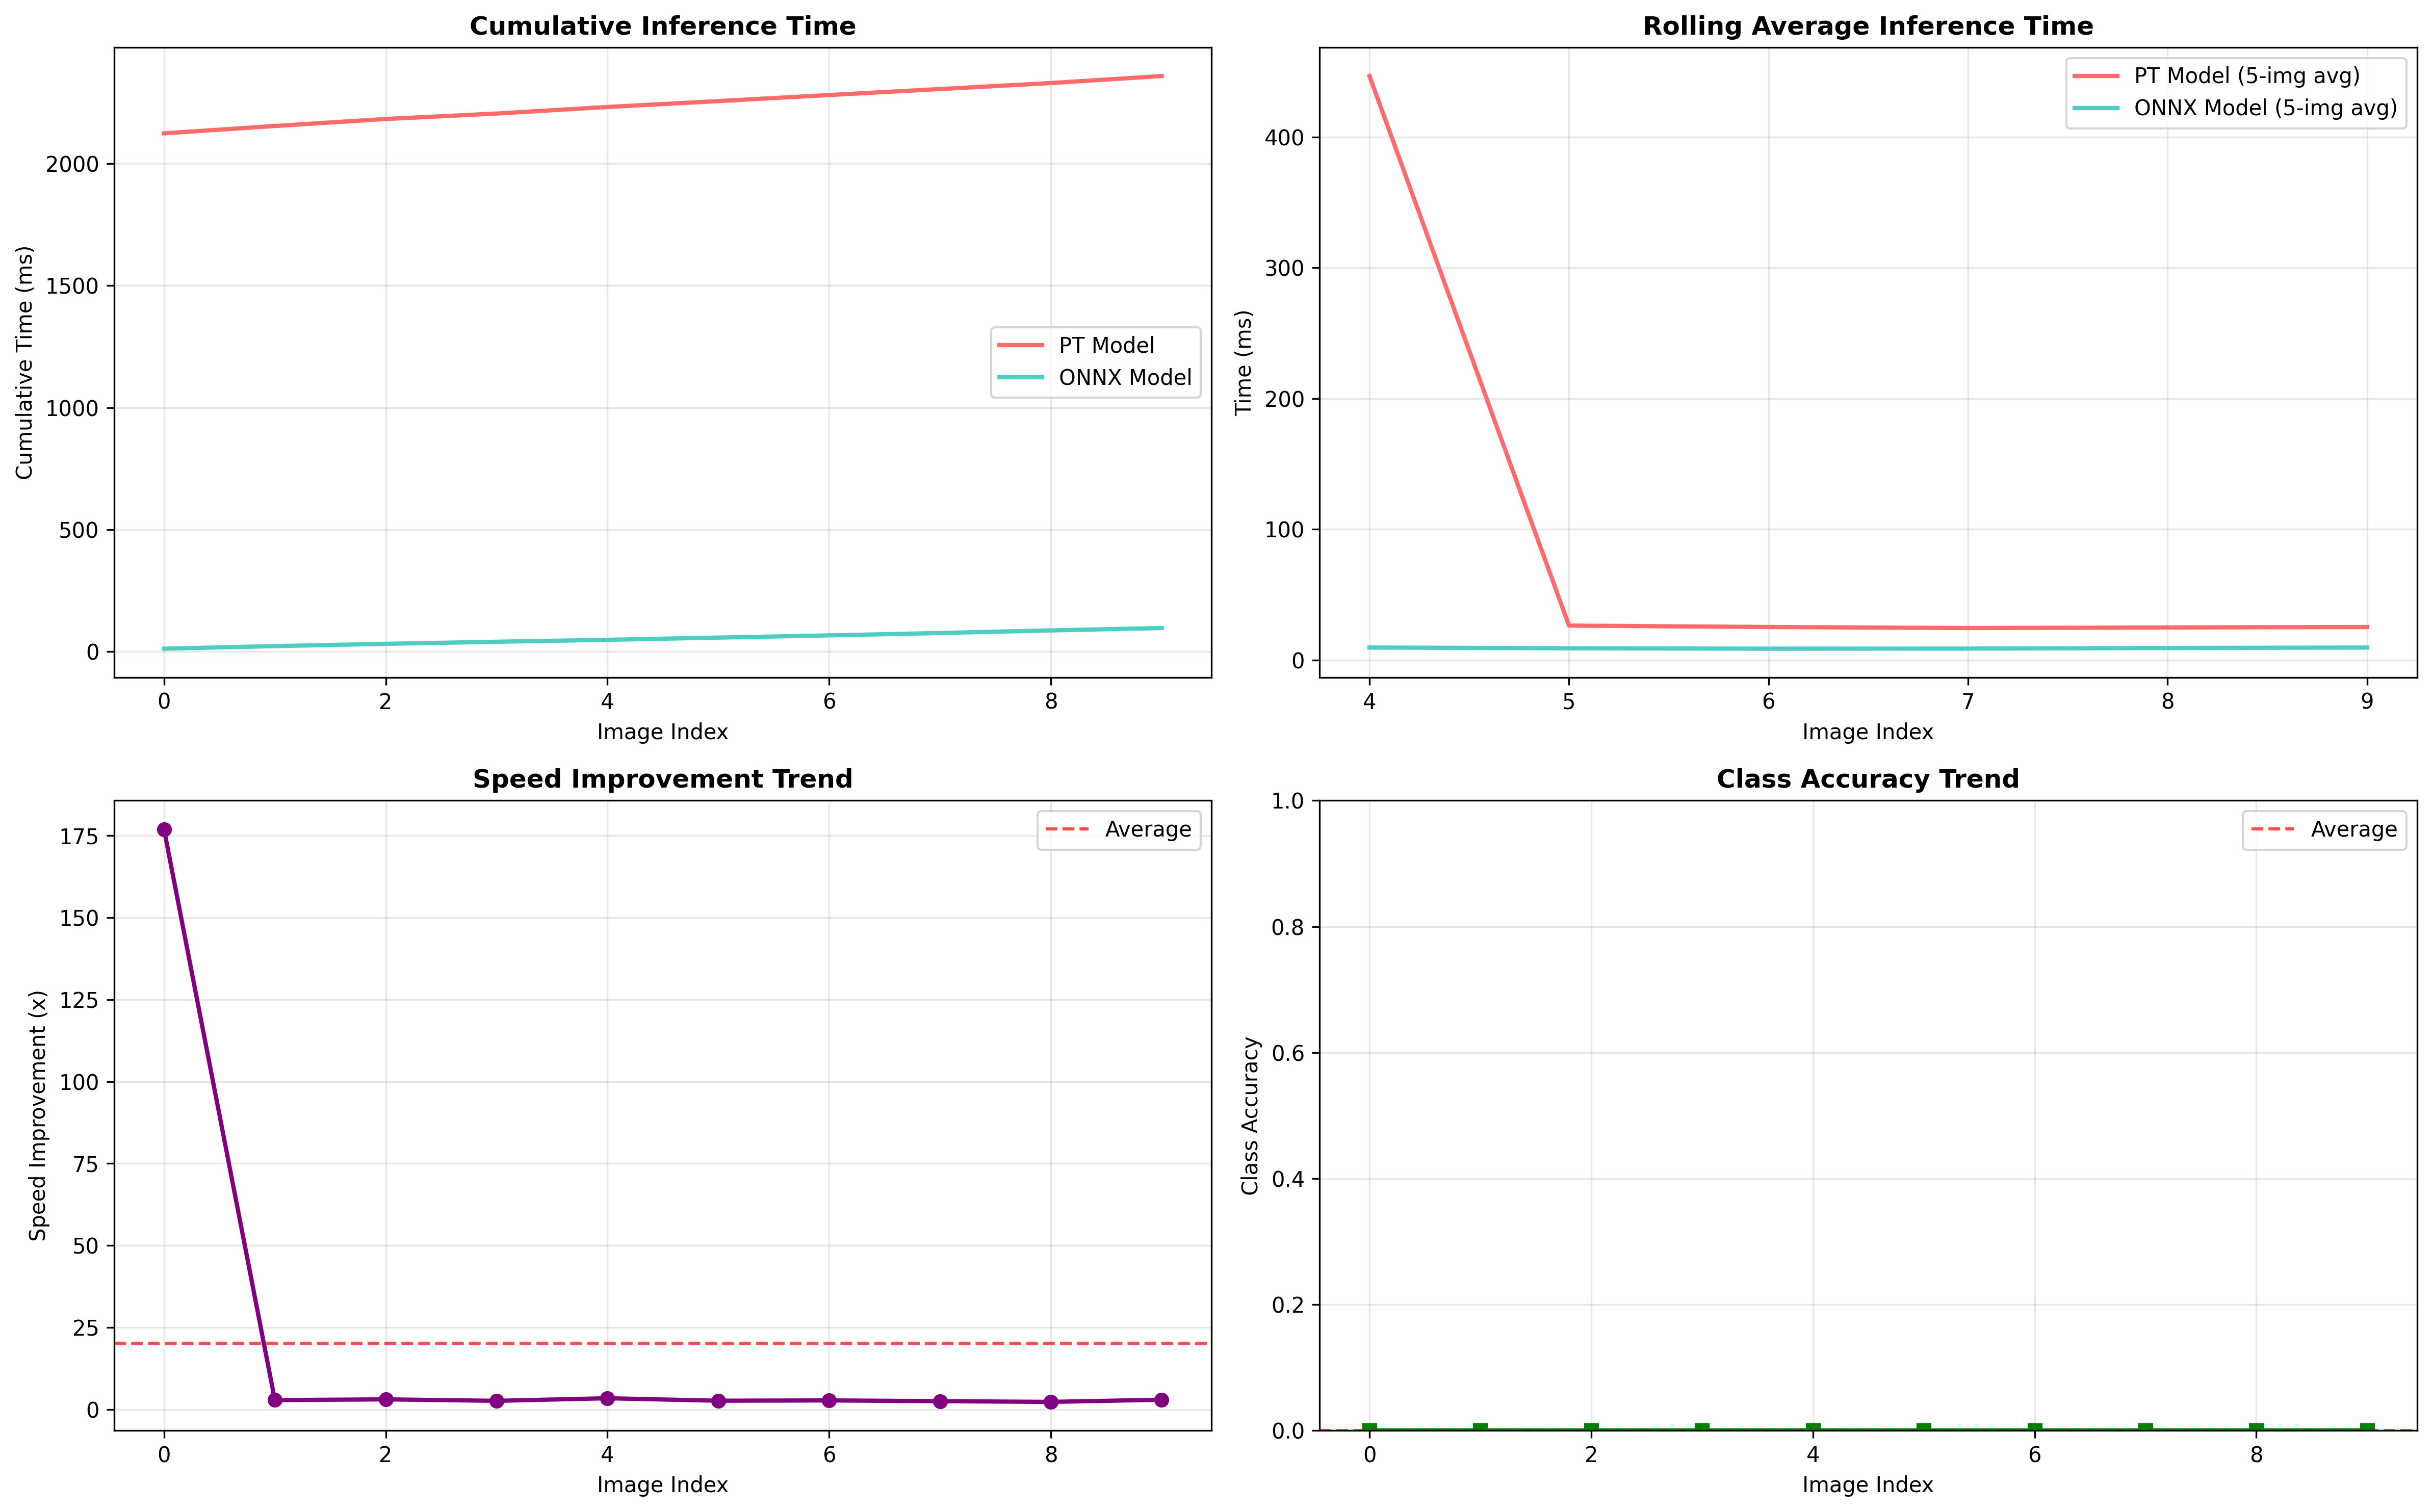 Cumulative Inference Time
Cumulative Time (ms)
2000
1500
1000
500
0
PT Model
ONNX Model
0 2 4 6 8
Image Index
Rolling Average Inference Time
Time (ms)
400
300
200
100
0
PT Model (5-img avg)
ONNX Model (5-img avg)
4 5 6 7 8 9
Image Index
Speed Improvement Trend
Speed Improvement (x)
175
150
125
100
75
50
25
0
Average
0 2 4 6 8
Image Index
Class Accuracy Trend
Class Accuracy
1.0
0.8
0.6
0.4
0.2
0.0
Average
0 2 4 6 8
Image Index